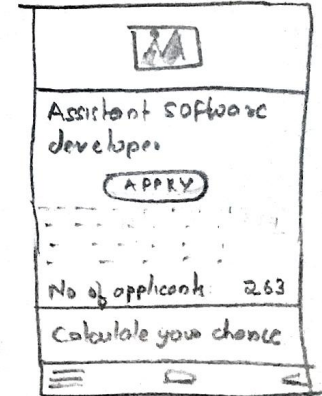 Assistant software
developer
APPLY
No of applicants 263
Calculate your chance